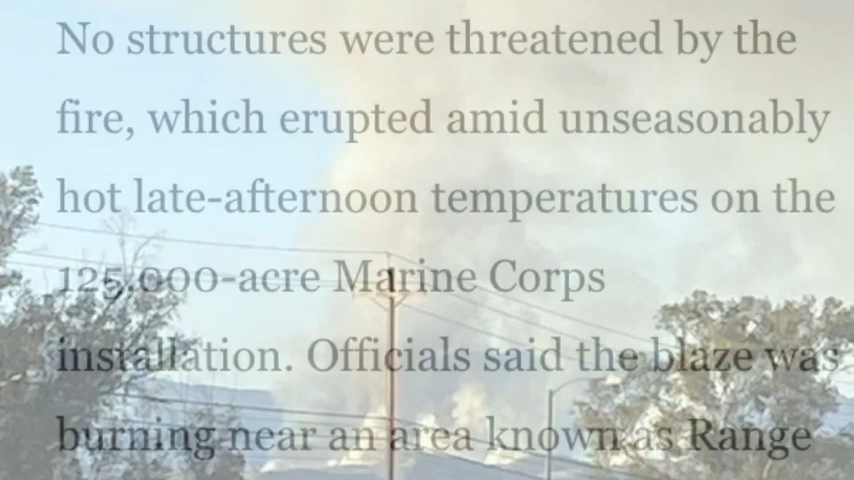 No structures were threatened by the
fire, which erupted amid unseasonably
hot late-afternoon temperatures on the
125,000-acre Marine Corps
installation. Officials said the blaze was
burning near an area known as Range